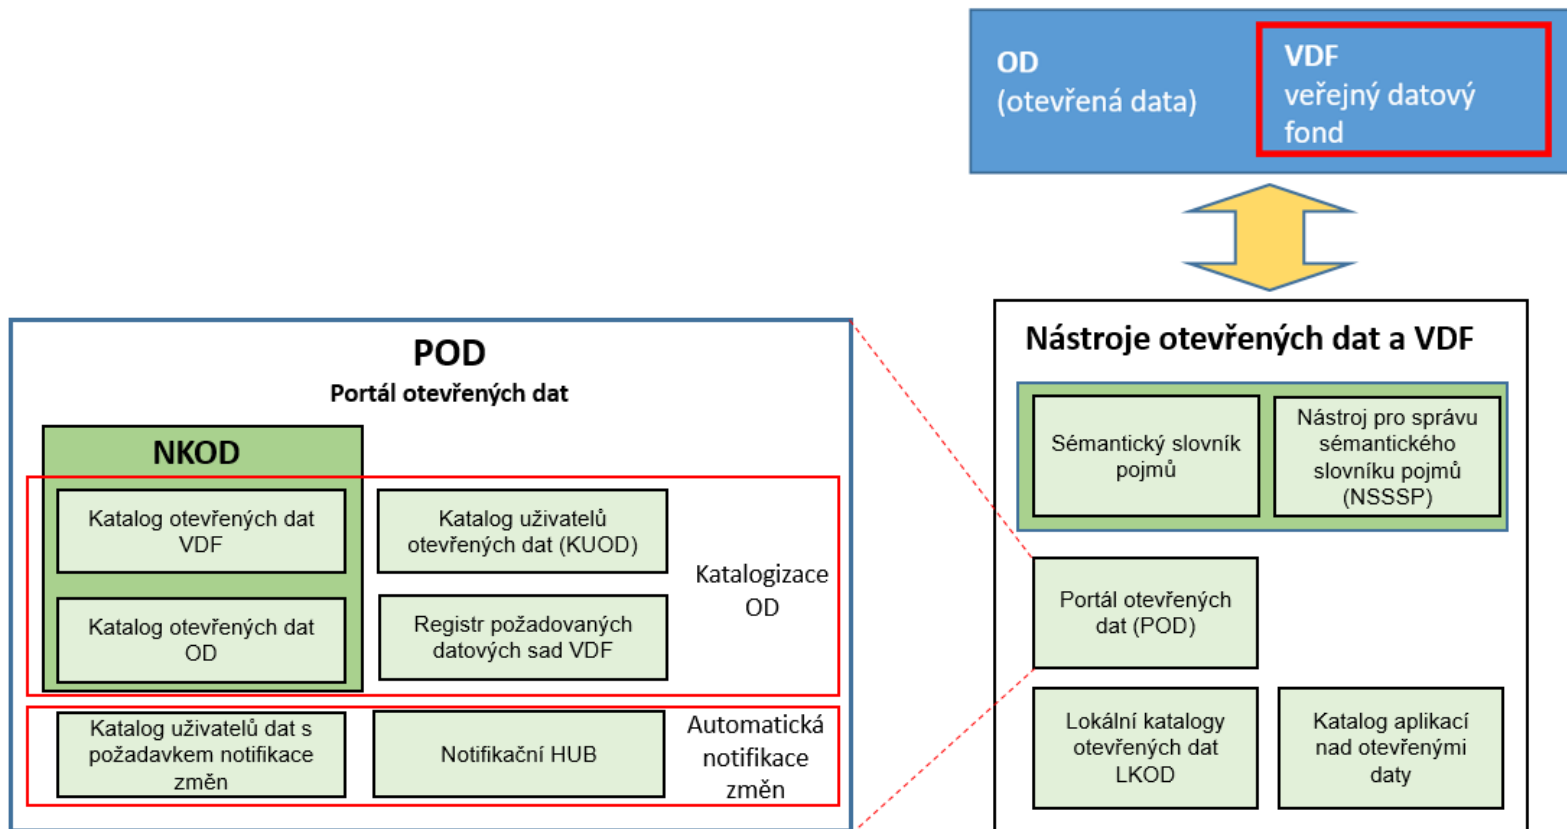 OD
(otevřená data)
VDF
veřejný datový
fond
POD
Portál otevřených dat
NKOD
Katalog otevřených dat
VDF
Katalog uživatelů
otevřených dat (KUOD)
Katalog otevřených dat
OD
Registr požadovaných
datových sad VDF
Katalogizace
OD
Katalog uživatelů dat s
požadavkem notifikace
změn
Notifikační HUB
Automatická
notifikace
změn
Nástroje otevřených dat a VDF
Sémantický slovník
pojmů
Nástroj pro správu
sémantického
slovníku pojmů
(NSSSP)
Portál otevřených
dat (POD)
Lokální katalogy
otevřených dat
LKOD
Katalog aplikací
nad otevřenými
daty